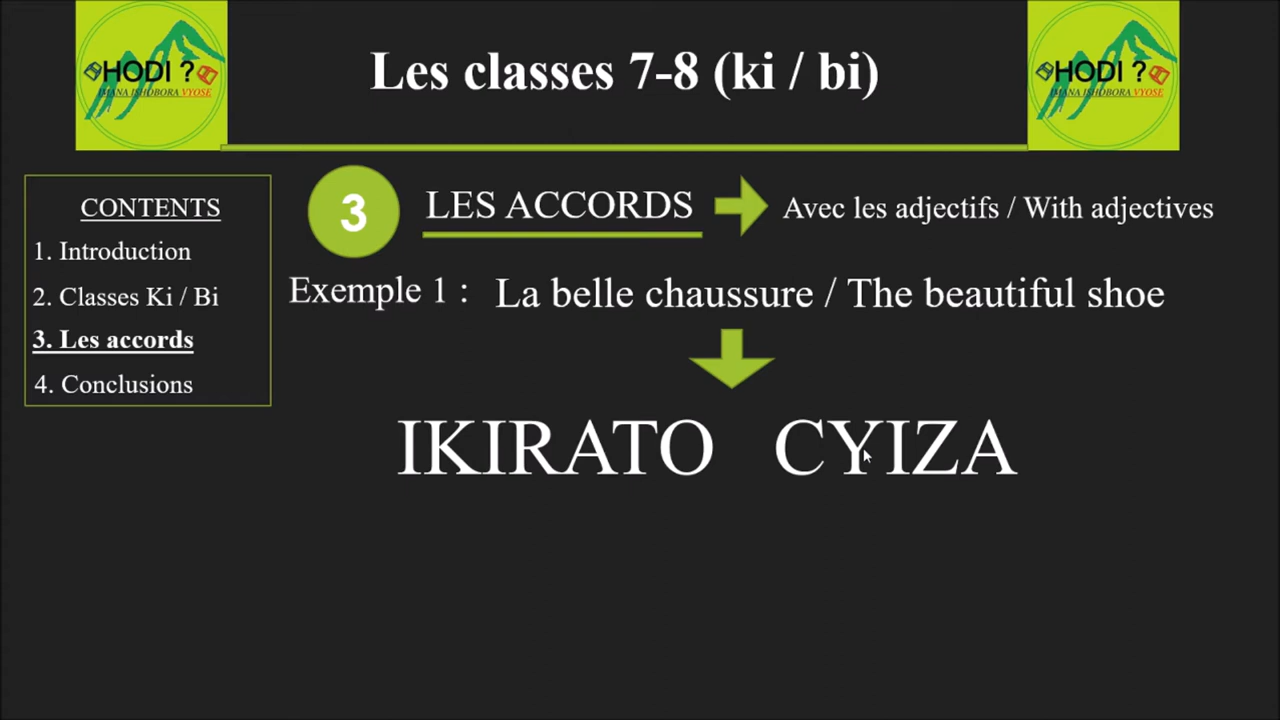 HODI ?
IMANA ISHOBORA VYOSE
Les classes 7-8 (ki / bi)
HODI ?
IMANA ISHOBORA VYOSE
CONTENTS
1. Introduction
2. Classes Ki / Bi
3. Les accords
4. Conclusions
3 LES ACCORDS Avec les adjectifs / With adjectives
Exemple 1 : La belle chaussure / The beautiful shoe
IKIRATO CYIZA